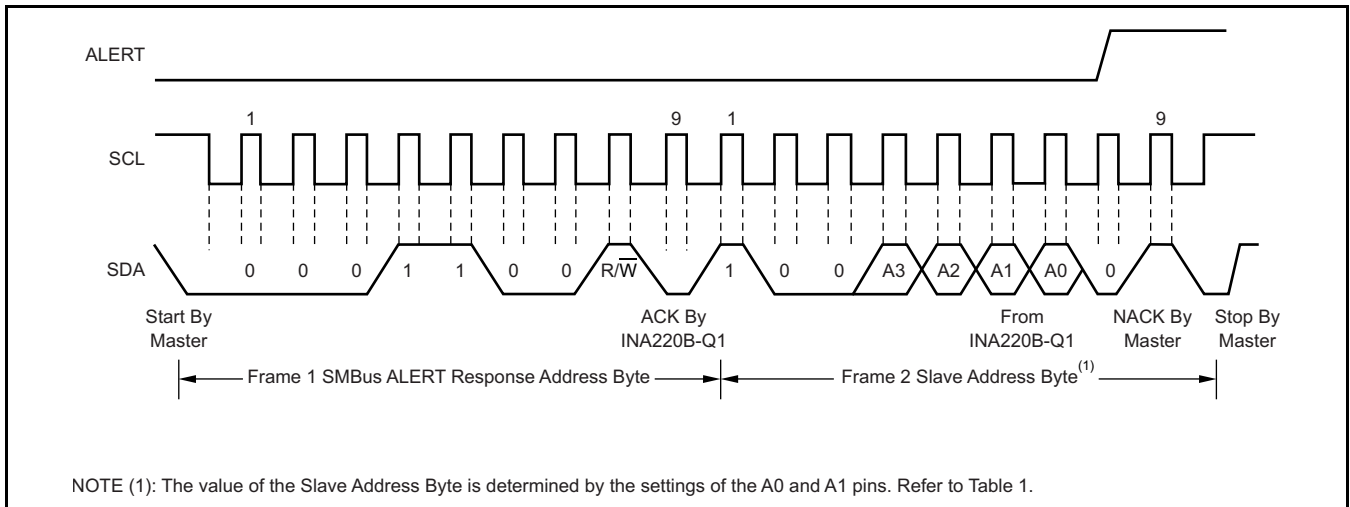 ALERT
1 9 1 9
SCL
SDA 0 0 0 1 1 0 0 R/W̅ 1 0 0 A3 A2 A1 A0 0
Start By
Master
ACK By
INA220B-Q1
From
INA220B-Q1
NACK By
Master
Stop By
Master
Frame 1 SMBus ALERT Response Address Byte
Frame 2 Slave Address Byte(1)
NOTE (1): The value of the Slave Address Byte is determined by the settings of the A0 and A1 pins. Refer to Table 1.